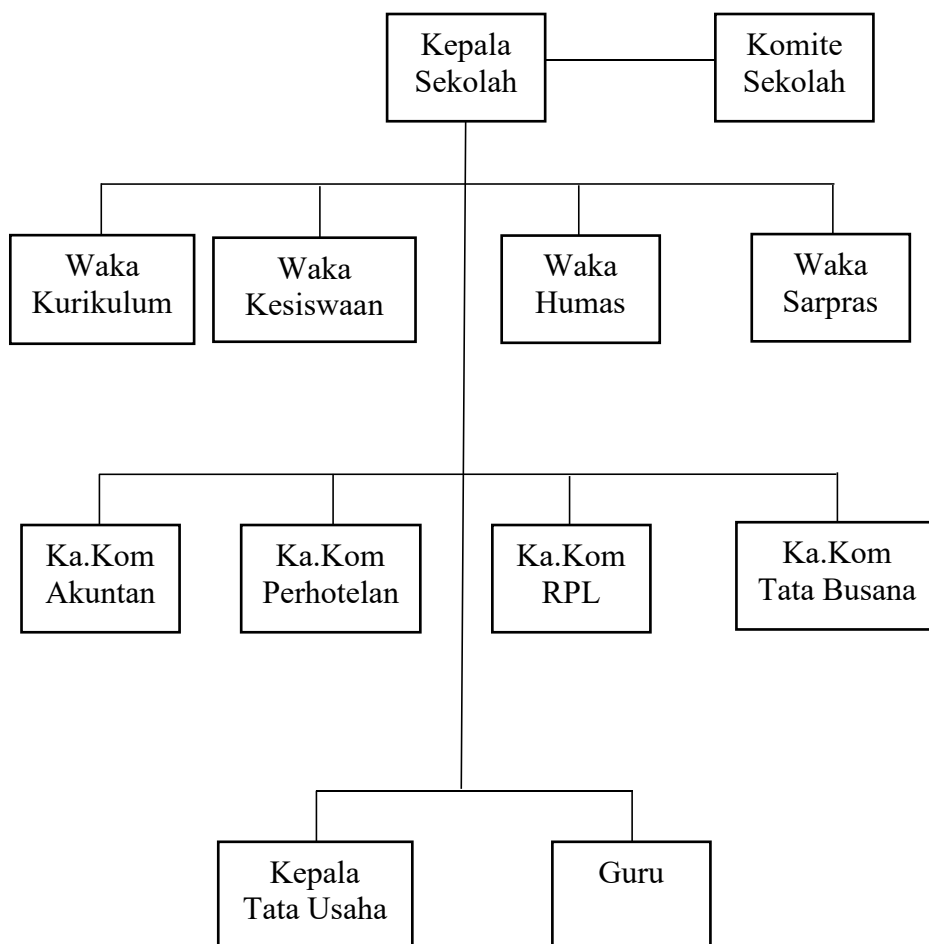 Kepala
Sekolah
Komite
Sekolah
Waka
Kurikulum
Waka
Kesiswaan
Waka
Humas
Waka
Sarpras
Ka.Kom
Akuntan
Ka.Kom
Perhotelan
Ka.Kom
RPL
Ka.Kom
Tata Busana
Kepala
Tata Usaha
Guru